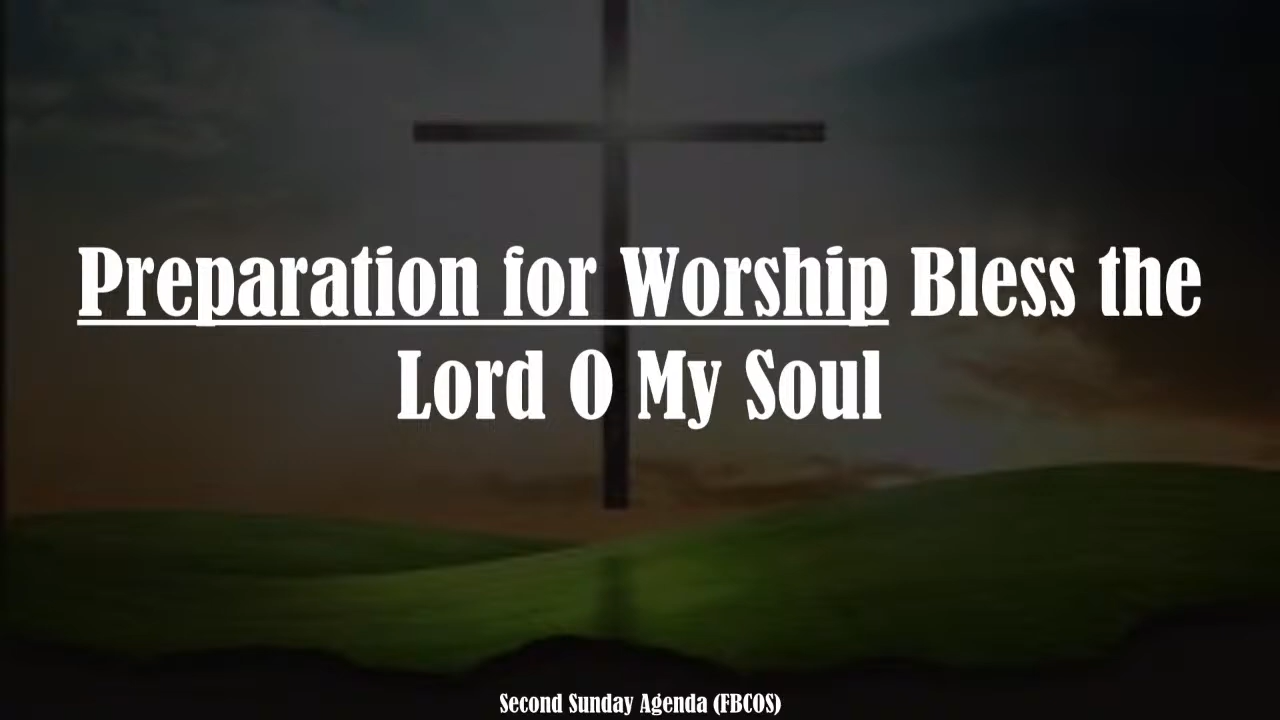 Preparation for Worship Bless the
Lord O My Soul
Second Sunday Agenda (FBCOS)